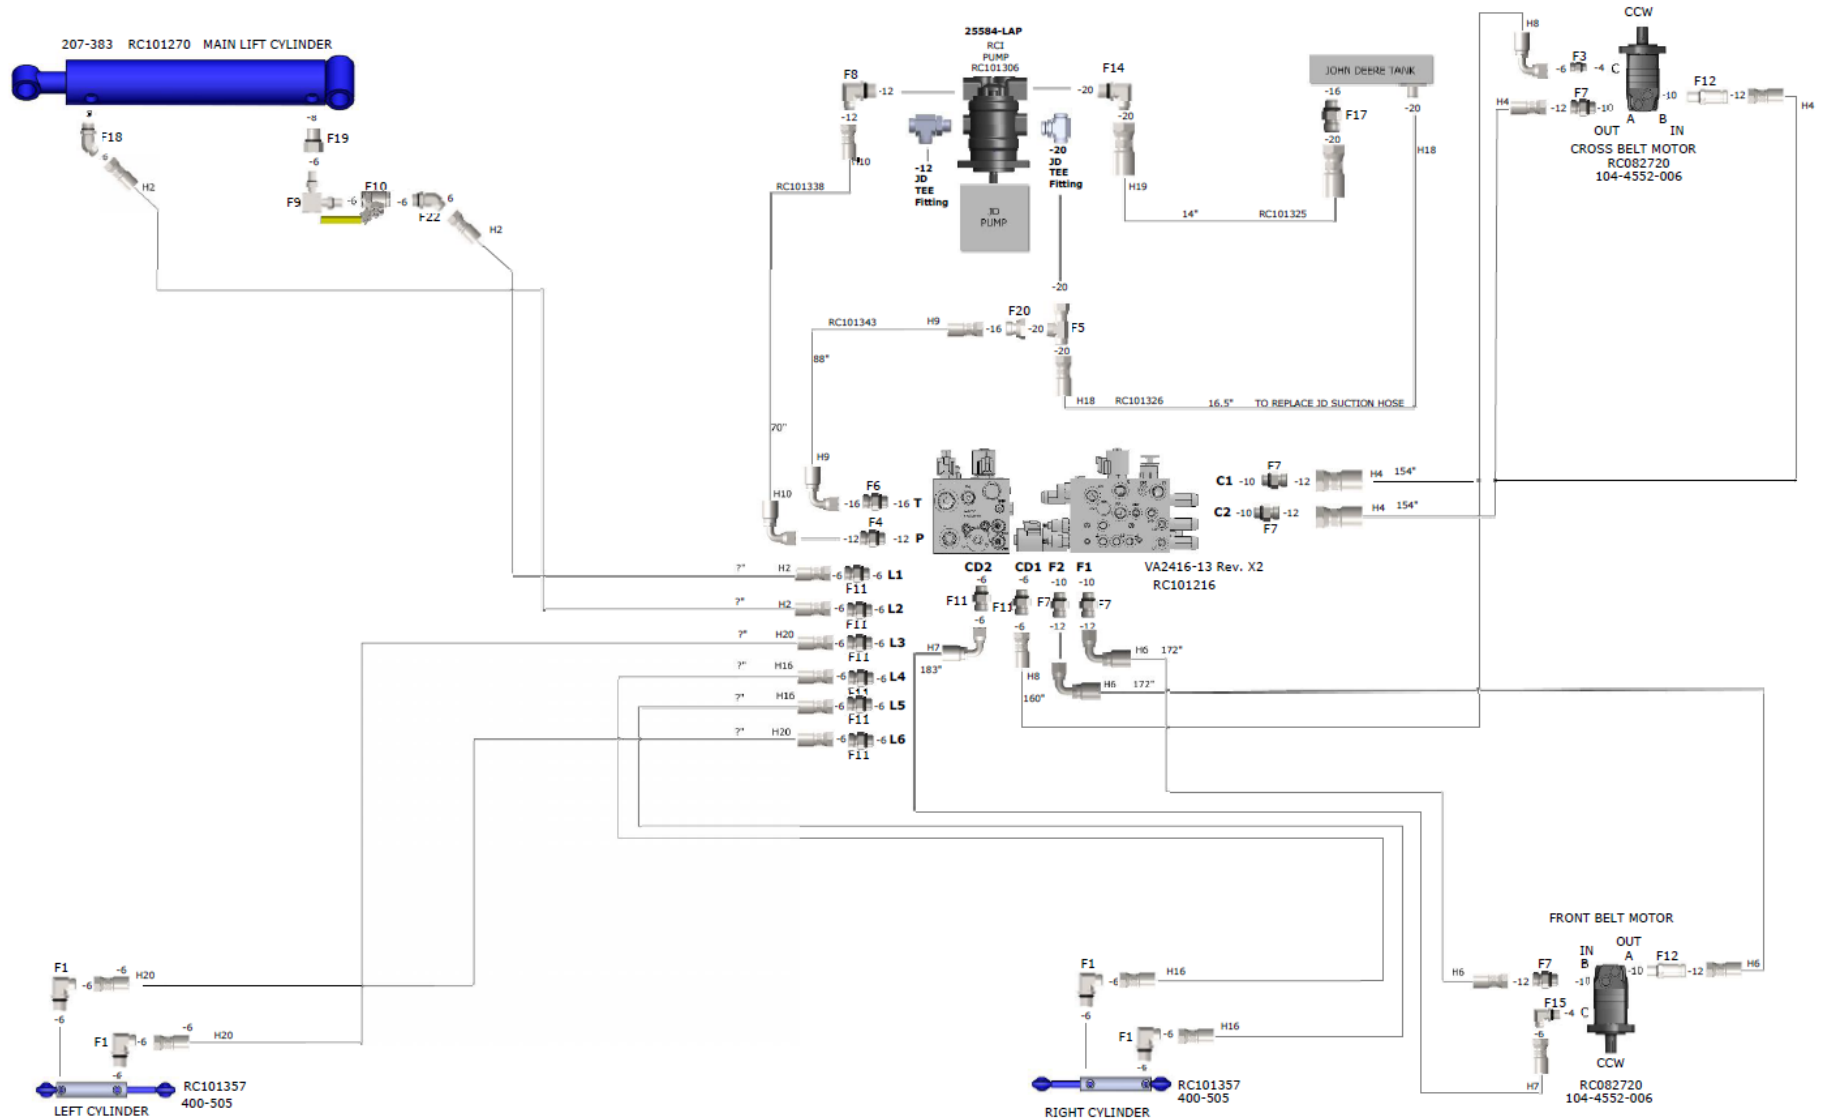 207-383 RC101270 MAIN LIFT CYLINDER
F18
6
H2
-8
F19
-6
F9
-6
F10
-6
F22
6
H2
25584-LAP
RCI
PUMP
RC101306
F8
-12
-12
H10
RC101338
-12
JD
TEE
Fitting
JD
PUMP
-20
JD
TEE
Fitting
-20
F14
-20
H19
14"
RC101325
JOHN DEERE TANK
-16
F17
-20
-20
H18
H8
F3
-6
-4
C
CCW
H4
F7
-12
-10
-10
F12
-12
H4
A
B
OUT
IN
CROSS BELT MOTOR
RC082720
104-4552-006
-20
RC101343
H9
-16
F20
-20
F5
-20
88"
H18
RC101326
16.5"
TO REPLACE JD SUCTION HOSE
70"
H9
H10
F6
-16
-16
T
F4
-12
-12
P
C1
-10
F7
-12
H4
154"
C2
-10
F7
-12
H4
154"
VA2416-13 Rev. X2
RC101216
CD2
CD1
F2
F1
-6
-6
-10
-10
F11
F11
F7
F7
-6
-6
-12
-12
H7
183"
H8
160"
H6
172"
H6
172"
?"
H2
-6
-6
L1
F11
?"
H2
-6
-6
L2
F11
?"
H20
-6
-6
L3
F11
?"
H16
-6
-6
L4
F11
?"
H16
-6
-6
L5
F11
?"
H20
-6
-6
L6
F11
F1
-6
-6
H20
-6
F1
-6
-6
H20
-6
RC101357
400-505
LEFT CYLINDER
F1
-6
H16
-6
F1
-6
H16
-6
RC101357
400-505
RIGHT CYLINDER
FRONT BELT MOTOR
OUT
IN
A
B
H6
F7
-12
-10
-10
F12
-12
H6
F15
-4
C
-6
H7
CCW
RC082720
104-4552-006